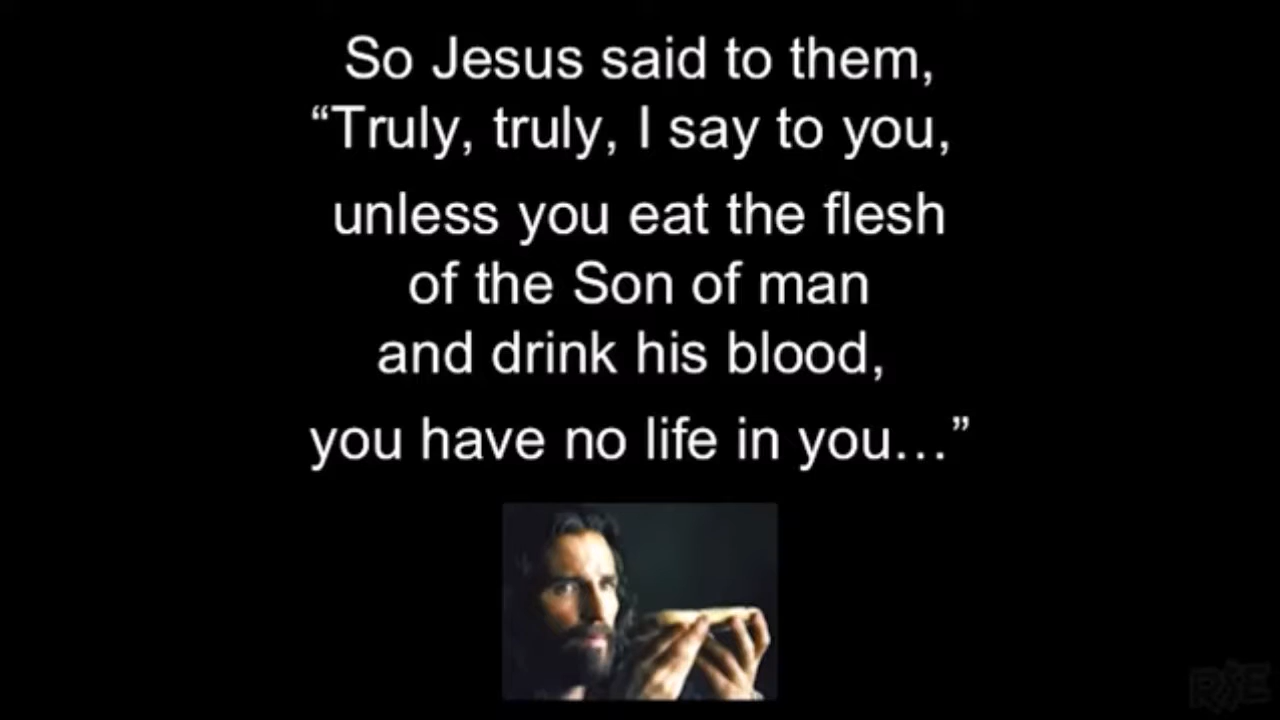 So Jesus said to them,
“Truly, truly, I say to you,
unless you eat the flesh
of the Son of man
and drink his blood,
you have no life in you…”